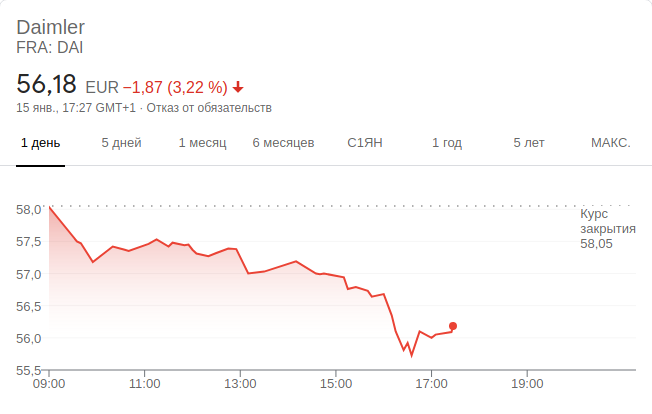 Daimler
FRA: DAI
56,18 EUR −1,87 (3,22 %)
15 янв., 17:27 GMT+1 · Отказ от обязательств
1 день 5 дней 1 месяц 6 месяцев С1ЯН 1 год 5 лет МАКС.
58,0
Курс
закрытия
58,05
57,5
57,0
56,5
56,0
55,5
09:00 11:00 13:00 15:00 17:00 19:00